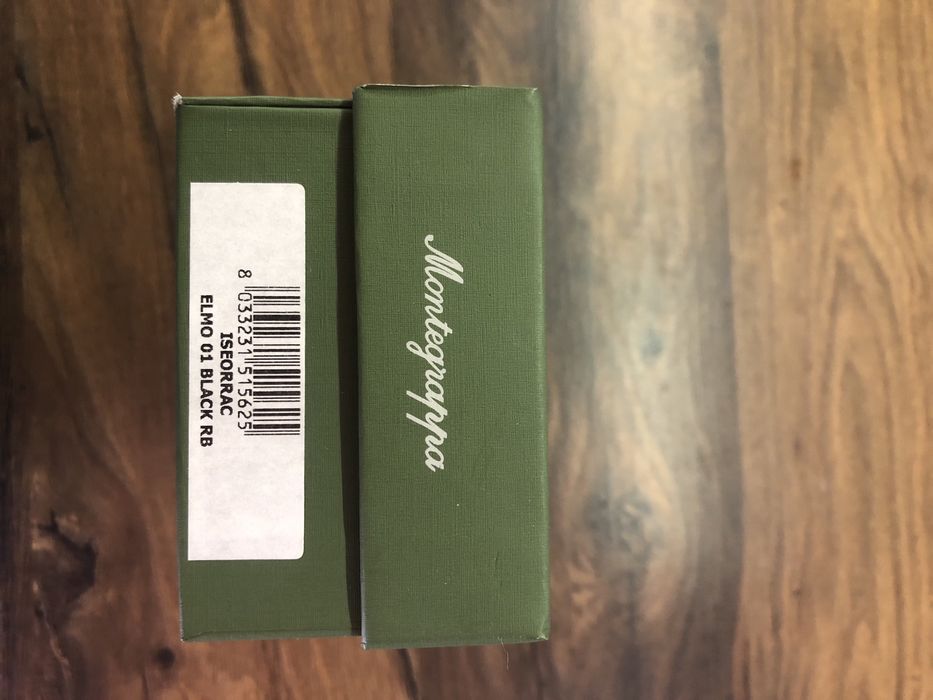 Montegrappa
8 033231 515625
ISEORRAC
ELMO 01 BLACK RB